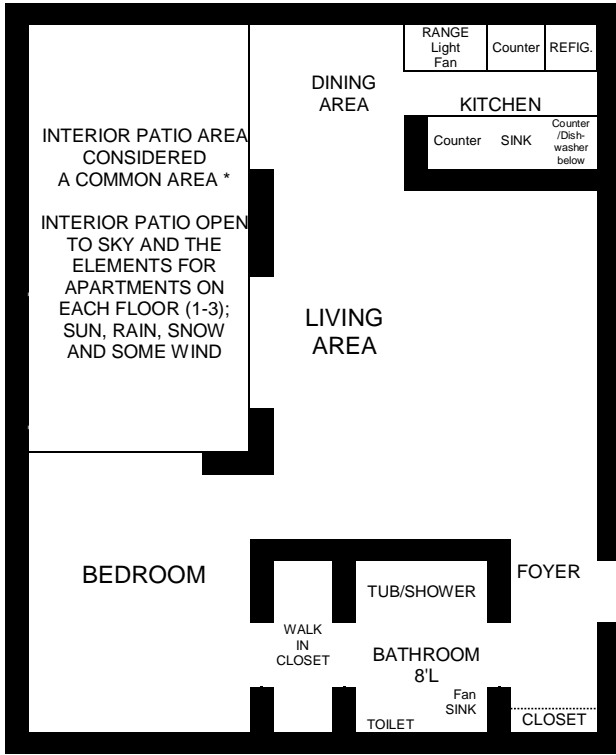 RANGE
Light
Fan
Counter
REFIG.
DINING
AREA
KITCHEN
Counter
SINK
Counter
/Dish-
washer
below
INTERIOR PATIO AREA
CONSIDERED
A COMMON AREA *
INTERIOR PATIO OPEN
TO SKY AND THE
ELEMENTS FOR
APARTMENTS ON
EACH FLOOR (1-3);
SUN, RAIN, SNOW
AND SOME WIND
LIVING
AREA
BEDROOM
FOYER
TUB/SHOWER
WALK
IN
CLOSET
BATHROOM
8'L
Fan
SINK
TOILET
CLOSET